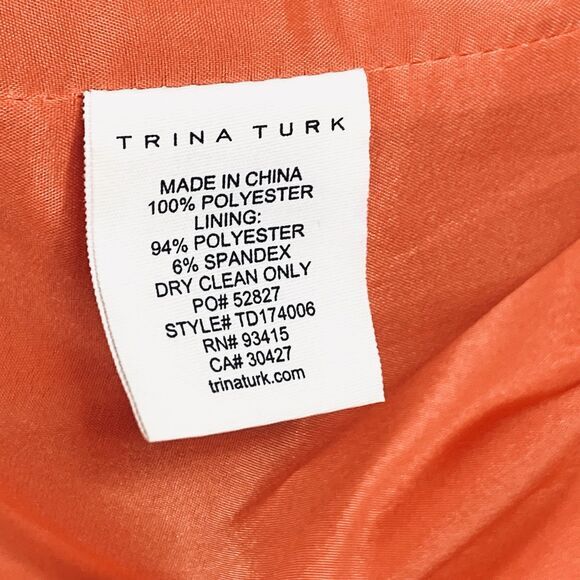 TRINA TURK
MADE IN CHINA
100% POLYESTER
LINING:
94% POLYESTER
6% SPANDEX
DRY CLEAN ONLY
PO# 52827
STYLE# TD174006
RN# 93415
CA# 30427
trinaturk.com